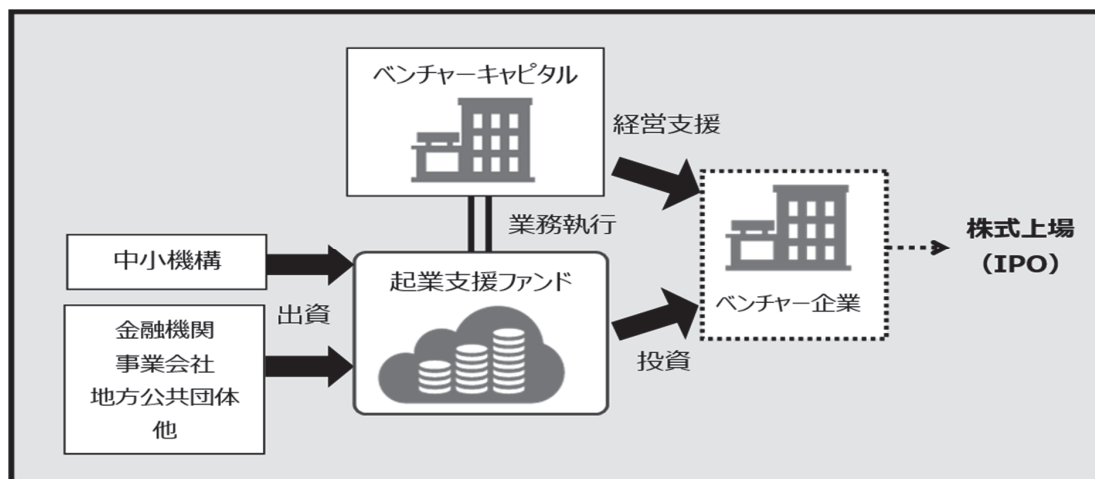 ベンチャーキャピタル
経営支援
業務執行
中小機構
起業支援ファンド
出資
金融機関
事業会社
地方公共団体
他
投資
ベンチャー企業
株式上場
（IPO）